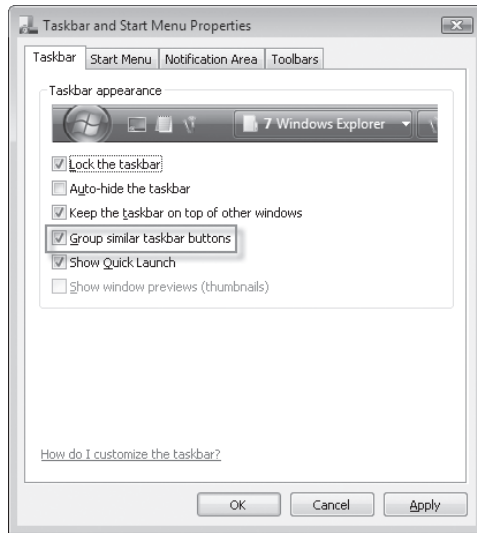 Taskbar and Start Menu Properties
Taskbar
Start Menu
Notification Area
Toolbars
Taskbar appearance
7 Windows Explorer
Lock the taskbar
Auto-hide the taskbar
Keep the taskbar on top of other windows
Group similar taskbar buttons
Show Quick Launch
Show window previews (thumbnails)
How do I customize the taskbar?
OK
Cancel
Apply